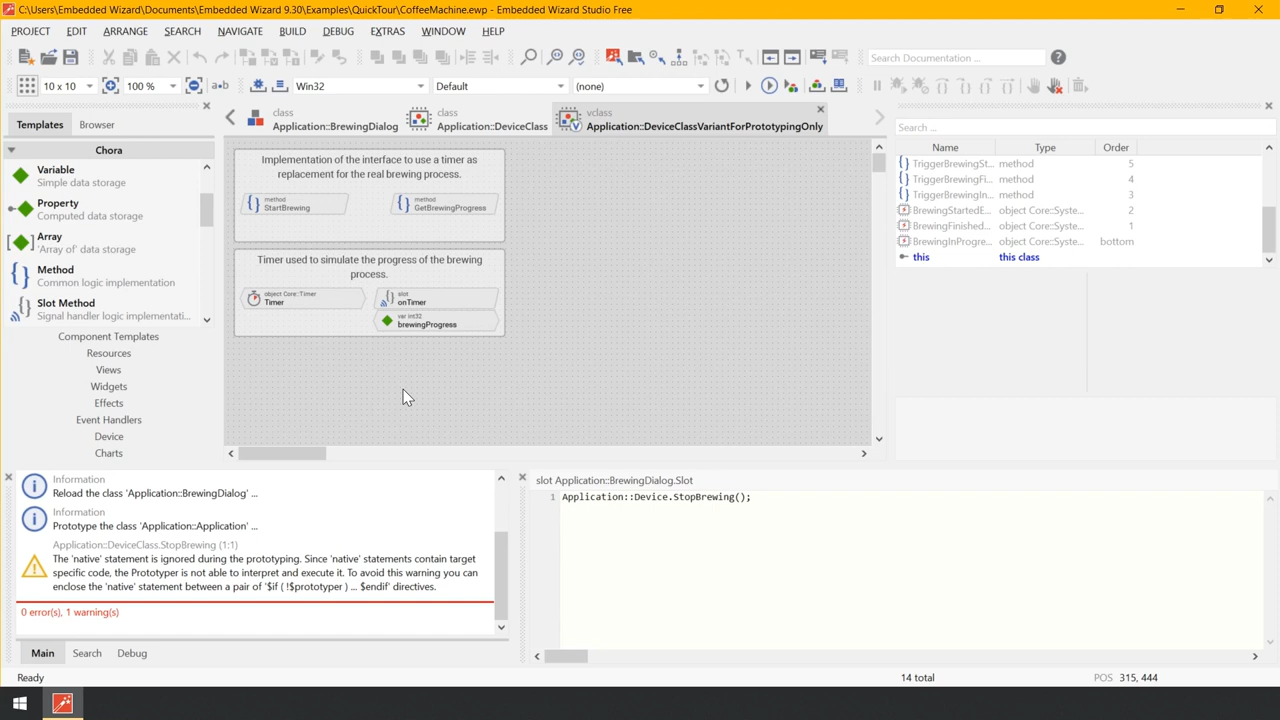 C:\Users\Embedded Wizard\Documents\Embedded Wizard 9.30\Examples\QuickTour\CoffeeMachine.ewp - Embedded Wizard Studio Free
PROJECT EDIT ARRANGE SEARCH NAVIGATE BUILD DEBUG EXTRAS WINDOW HELP
Search Documentation ...
10 x 10 100 % a-b Win32 Default (none)
Templates Browser
class
Application::BrewingDialog
class
Application::DeviceClass
vclass
Application::DeviceClassVariantForPrototypingOnly
Search ...
Chora
Variable
Simple data storage
Property
Computed data storage
Array
'Array of' data storage
Method
Common logic implementation
Slot Method
Signal handler logic implementati...
Component Templates
Resources
Views
Widgets
Effects
Event Handlers
Device
Charts
Implementation of the interface to use a timer as
replacement for the real brewing process.
method
StartBrewing
method
GetBrewingProgress
Timer used to simulate the progress of the brewing
process.
object Core::Timer
Timer
slot
onTimer
var int32
brewingProgress
Name Type Order
TriggerBrewingSt... method 5
TriggerBrewingFi... method 4
TriggerBrewingIn... method 3
BrewingStartedE... object Core::Syste... 2
BrewingFinished... object Core::Syste... 1
BrewingInProgre... object Core::Syste... bottom
this this class
Information
Reload the class 'Application::BrewingDialog' ...
Information
Prototype the class 'Application::Application' ...
Application::DeviceClass.StopBrewing (1:1)
The 'native' statement is ignored during the prototyping. Since 'native' statements contain target
specific code, the Prototyper is not able to interpret and execute it. To avoid this warning you can
enclose the 'native' statement between a pair of '$if ( !$prototyper ) ... $endif' directives.
0 error(s), 1 warning(s)
Main Search Debug
slot Application::BrewingDialog.Slot
1 Application::Device.StopBrewing();
Ready 14 total POS 315, 444